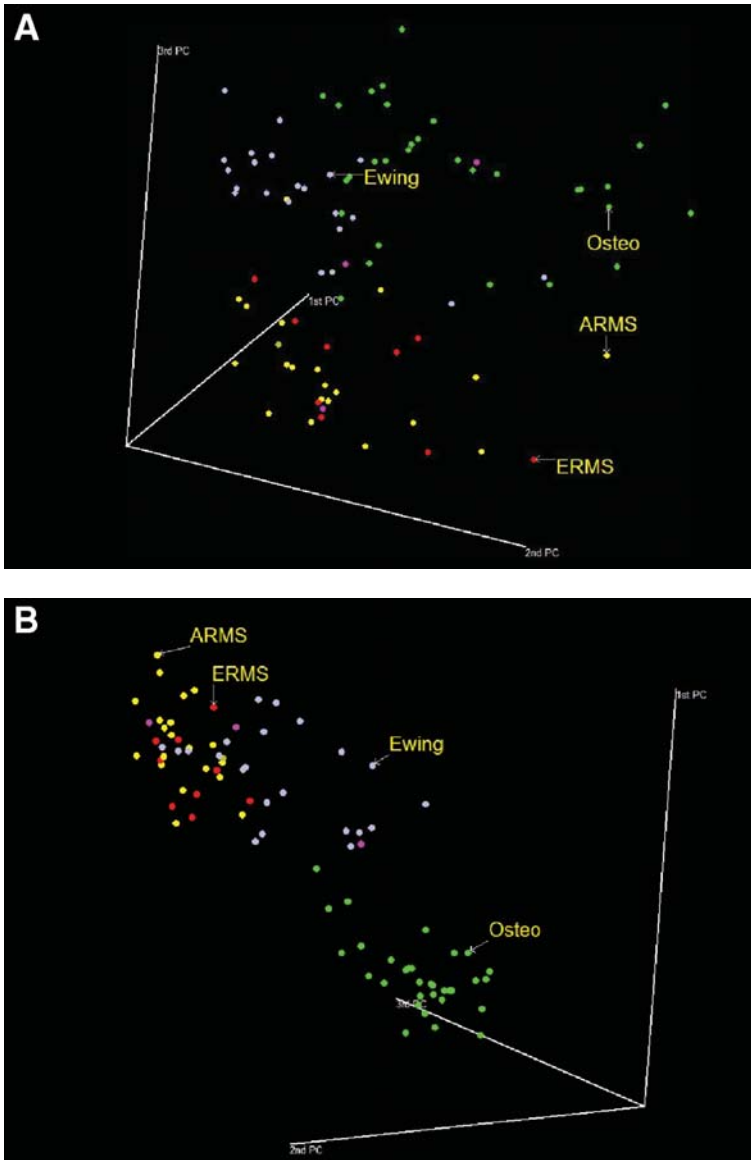 A
3rd PC
Ewing
Osteo
1st PC
ARMS
ERMS
2nd PC
B
ARMS
ERMS
1st PC
Ewing
Osteo
3rd PC
2nd PC